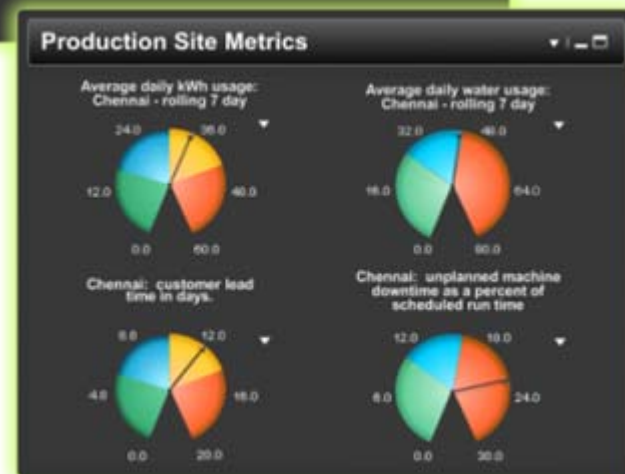 Production Site Metrics
Average daily kWh usage:
Chennai - rolling 7 day
24.0
36.0
12.0
48.0
0.0
60.0
Average daily water usage:
Chennai - rolling 7 day
32.0
48.0
16.0
64.0
0.0
80.0
Chennai: customer lead
time in days.
8.0
12.0
4.0
16.0
0.0
20.0
Chennai: unplanned machine
downtime as a percent of
scheduled run time
12.0
18.0
6.0
24.0
0.0
30.0